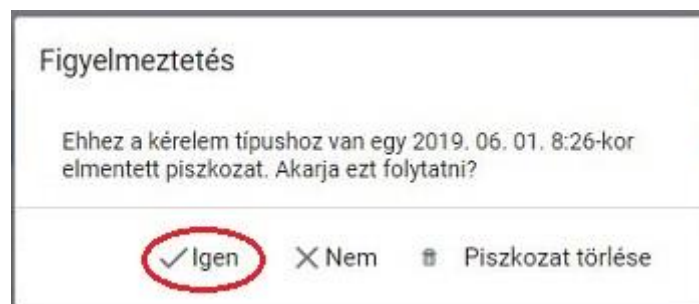 Figyelmeztetés
Ehhez a kérelem típushoz van egy 2019. 06. 01. 8:26-kor
elmentett piszkozat. Akarja ezt folytatni?
Igen Nem Piszkozat törlése